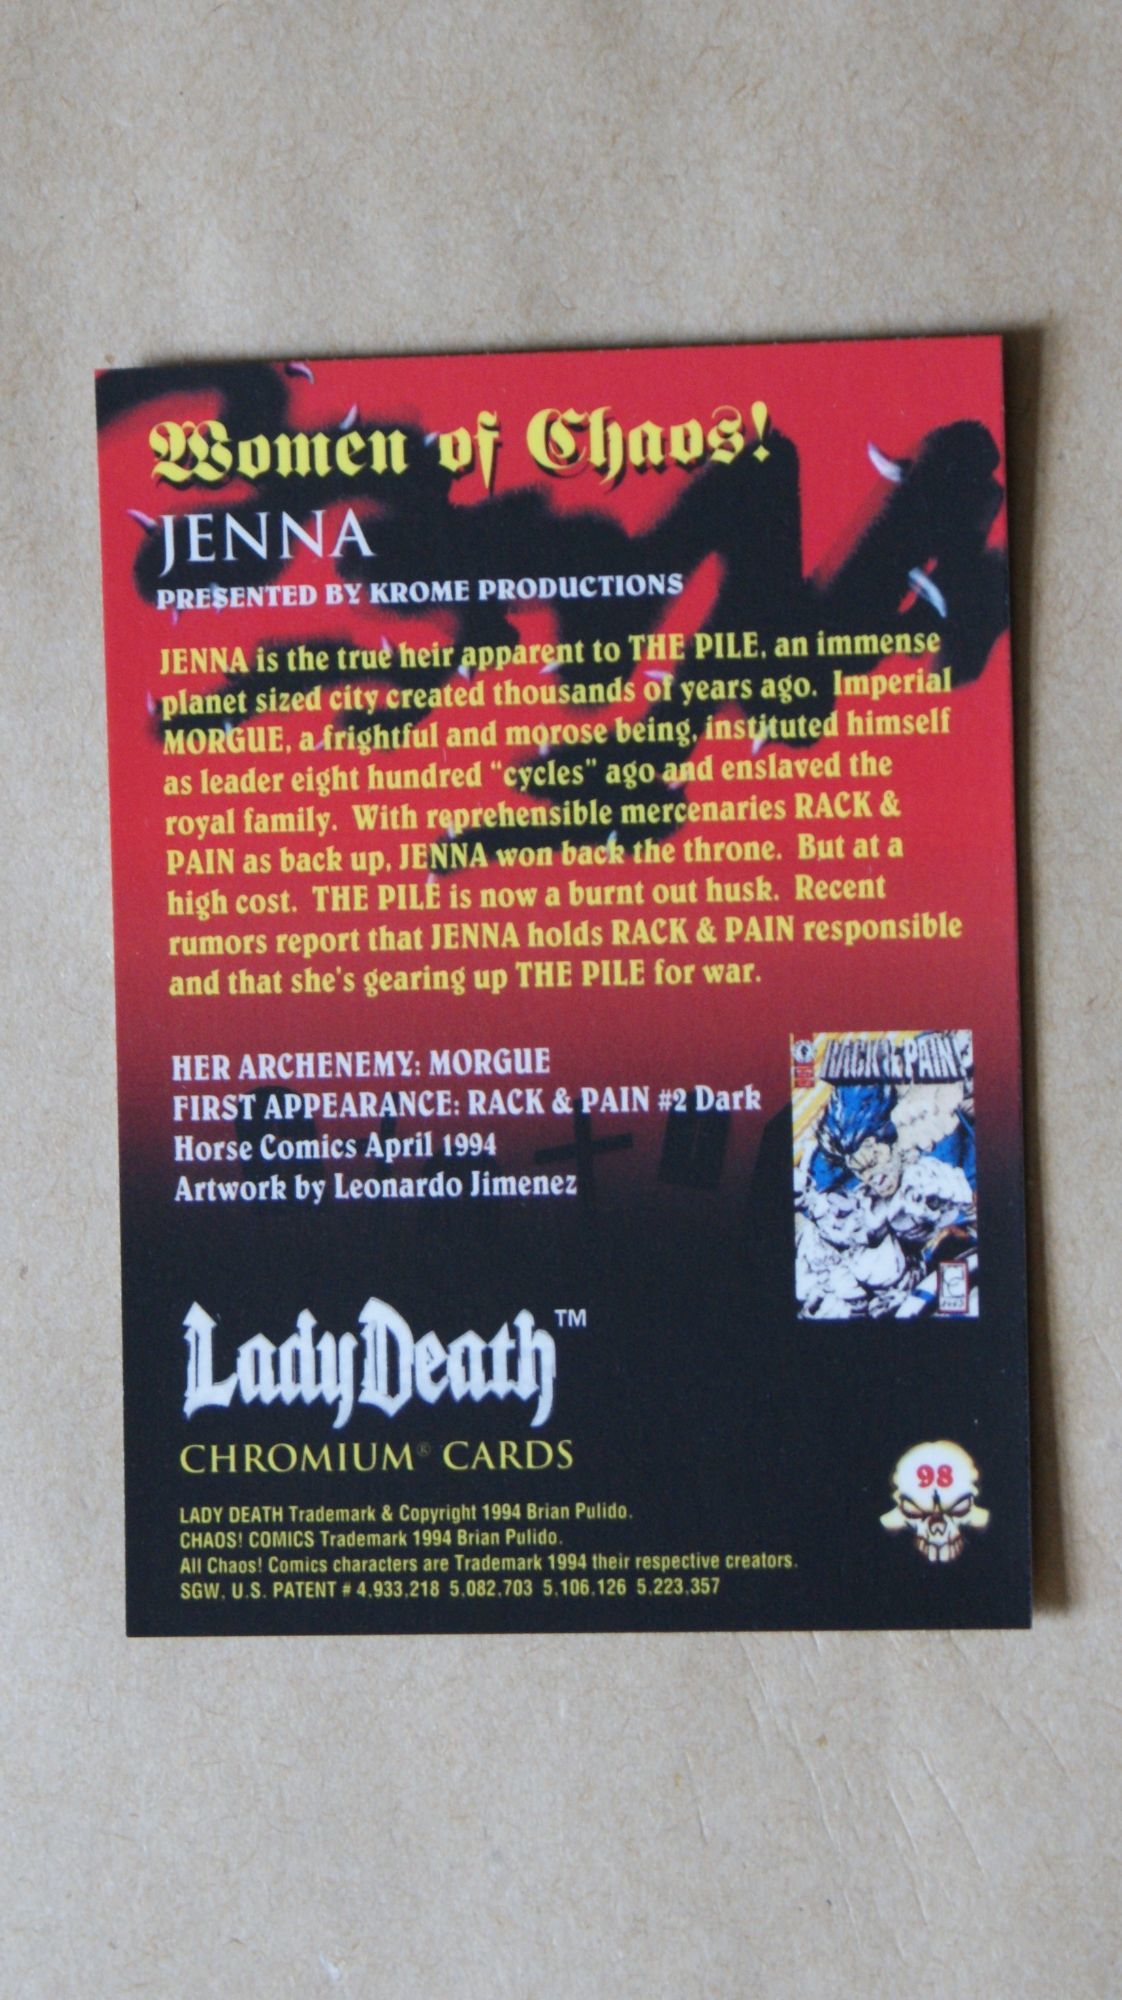 Women of Chaos!
JENNA
PRESENTED BY KROME PRODUCTIONS
JENNA is the true heir apparent to THE PILE, an immense
planet sized city created thousands of years ago. Imperial
MORGUE, a frightful and morose being, instituted himself
as leader eight hundred "cycles" ago and enslaved the
royal family. With reprehensible mercenaries RACK &
PAIN as back up, JENNA won back the throne. But at a
high cost. THE PILE is now a burnt out husk. Recent
rumors report that JENNA holds RACK & PAIN responsible
and that she's gearing up THE PILE for war.
HER ARCHENEMY: MORGUE
FIRST APPEARANCE: RACK & PAIN #2 Dark
Horse Comics April 1994
Artwork by Leonardo Jimenez
RACK & PAIN
Lady Death™
CHROMIUM® CARDS
98
LADY DEATH Trademark & Copyright 1994 Brian Pulido.
CHAOS! COMICS Trademark 1994 Brian Pulido.
All Chaos! Comics characters are Trademark 1994 their respective creators.
SGW, U.S. PATENT # 4,933,218 5,082,703 5,106,126 5,223,357